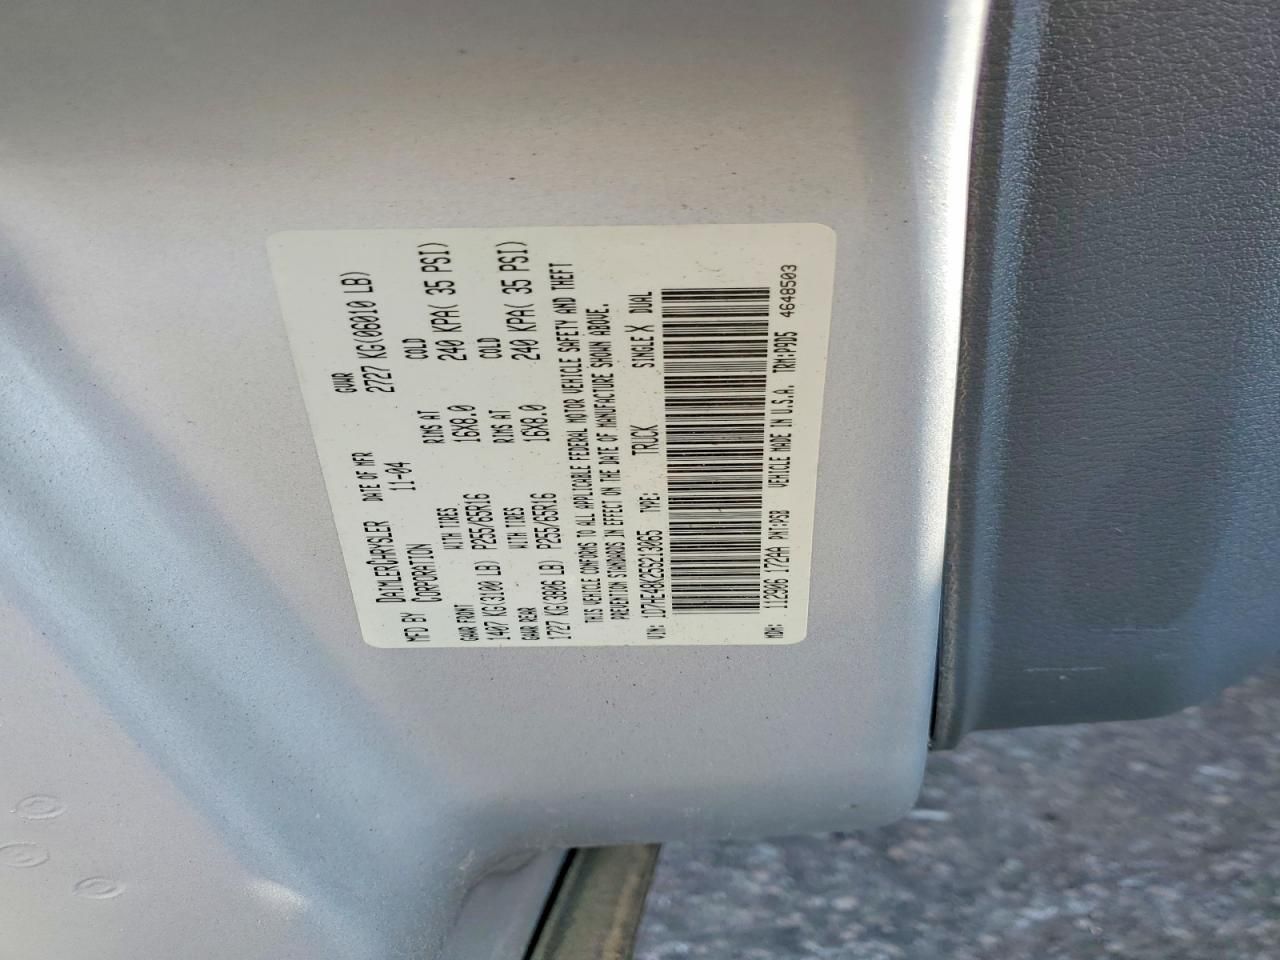 MFD BY DAIMLERCHRYSLER CORPORATION DATE OF MFR 11-04 GVWR 2727 KG(06010 LB)
GAWR FRONT WITH TIRES RIMS AT COLD
1407 KG(3100 LB) P255/65R16 16X8.0 240 KPA( 35 PSI)
GAWR REAR WITH TIRES RIMS AT COLD
1727 KG(3806 LB) P255/65R16 16X8.0 240 KPA( 35 PSI)
THIS VEHICLE CONFORMS TO ALL APPLICABLE FEDERAL MOTOR VEHICLE SAFETY AND THEFT
PREVENTION STANDARDS IN EFFECT ON THE DATE OF MANUFACTURE SHOWN ABOVE.
VIN: 1D7HE48K25S213065 TYPE: TRUCK SINGLE X DUAL
MDH: 112906 172AA PNT:PSB VEHICLE MADE IN U.S.A. TRM:P9D5 4648503